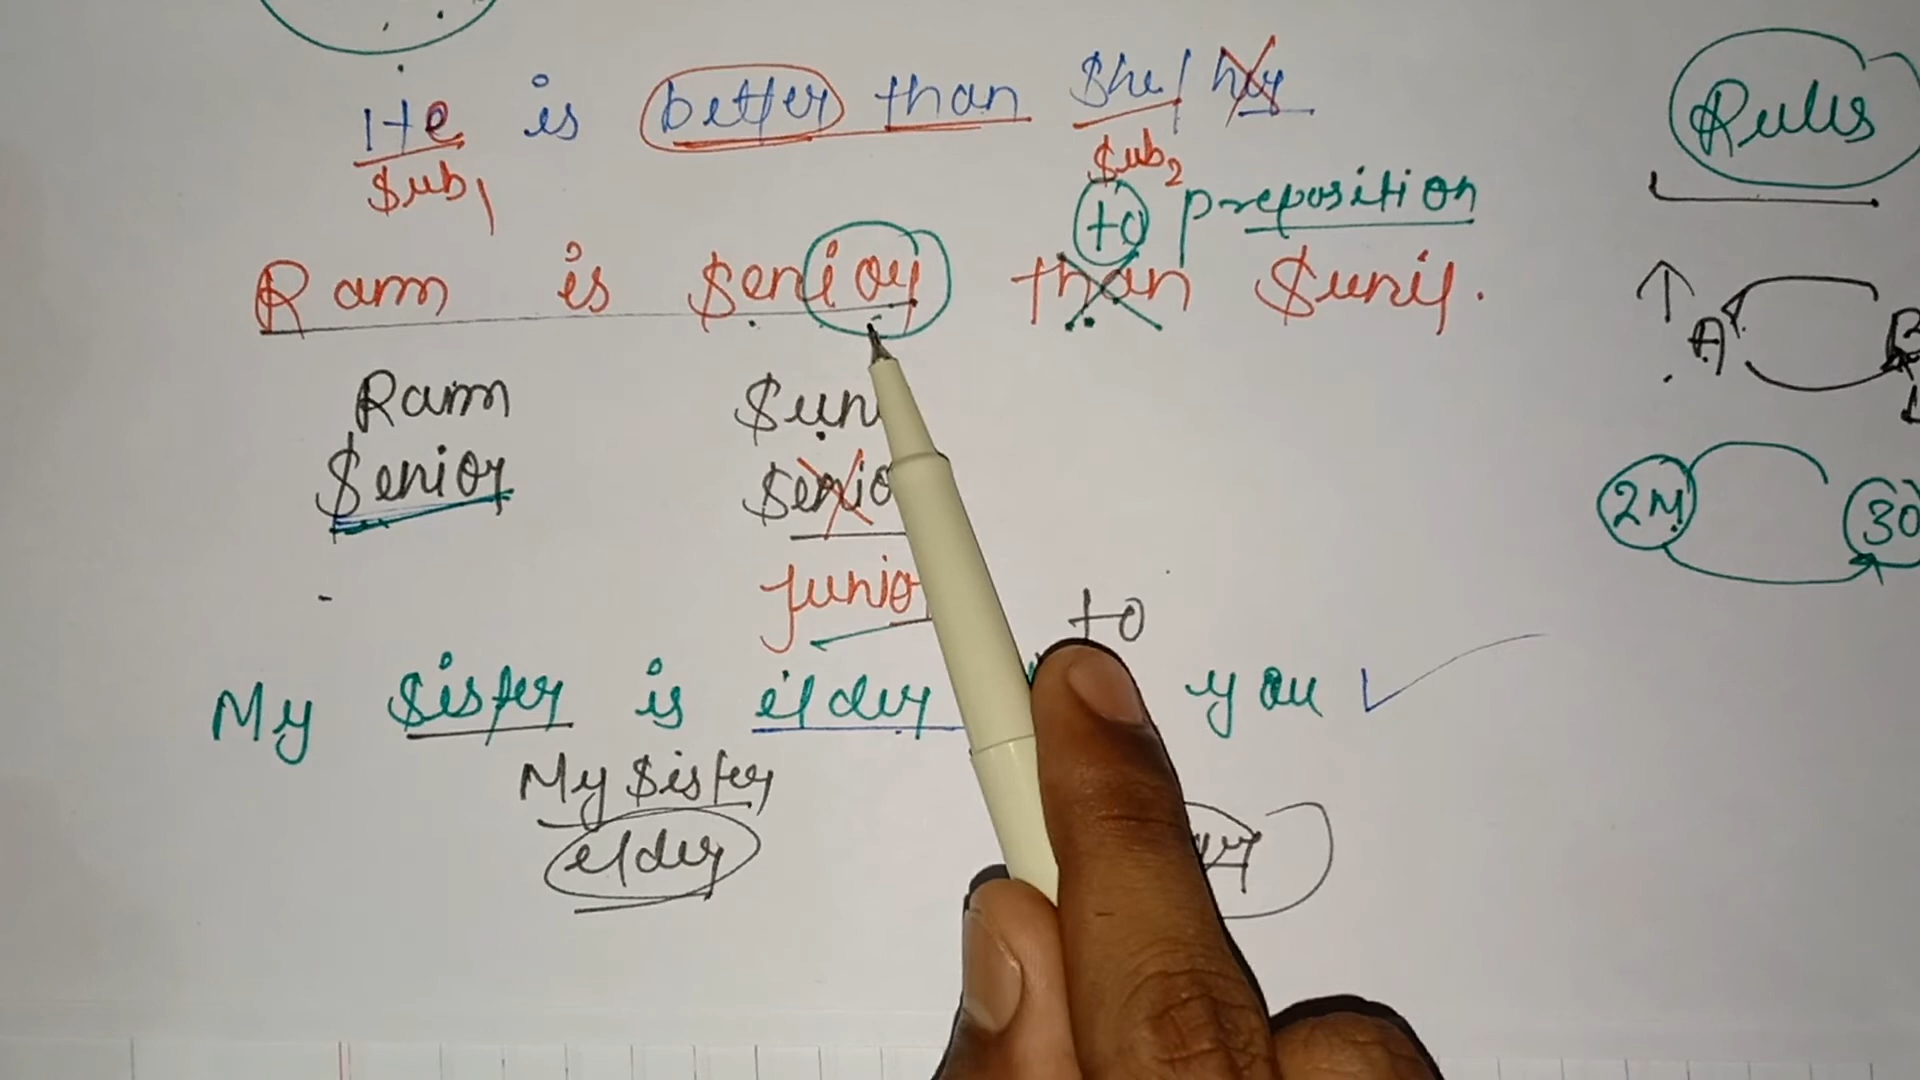 He is better than She/her
Sub1 Sub2
to preposition
Ram is Senior than Sunil.
Ram
Senior
Junior
to
My sister is elder you ✓
My Sister
elder
Rules
A
2M